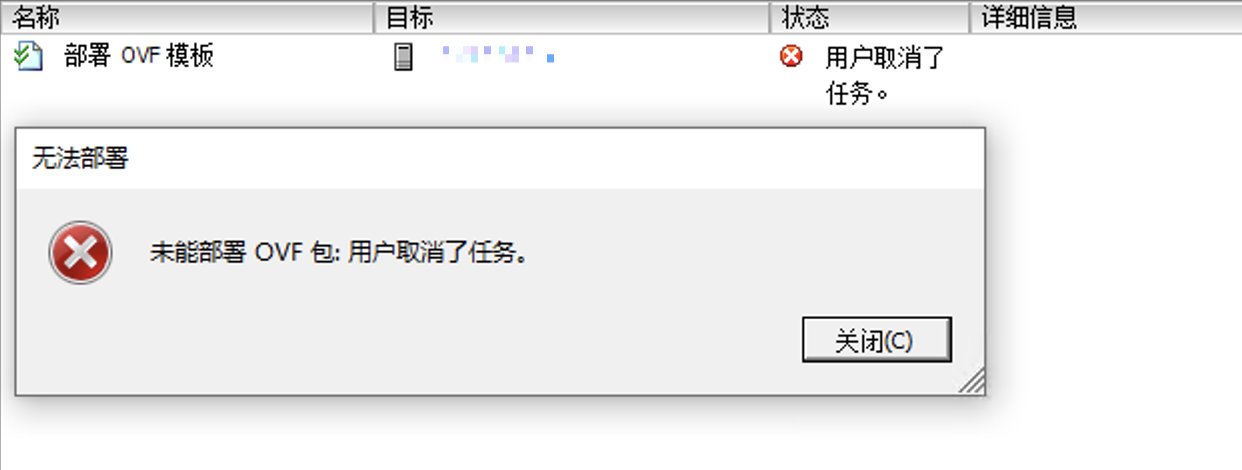 名称 目标 状态 详细信息
部署 OVF 模板 用户取消了
任务。
无法部署
未能部署 OVF 包: 用户取消了任务。
关闭(C)